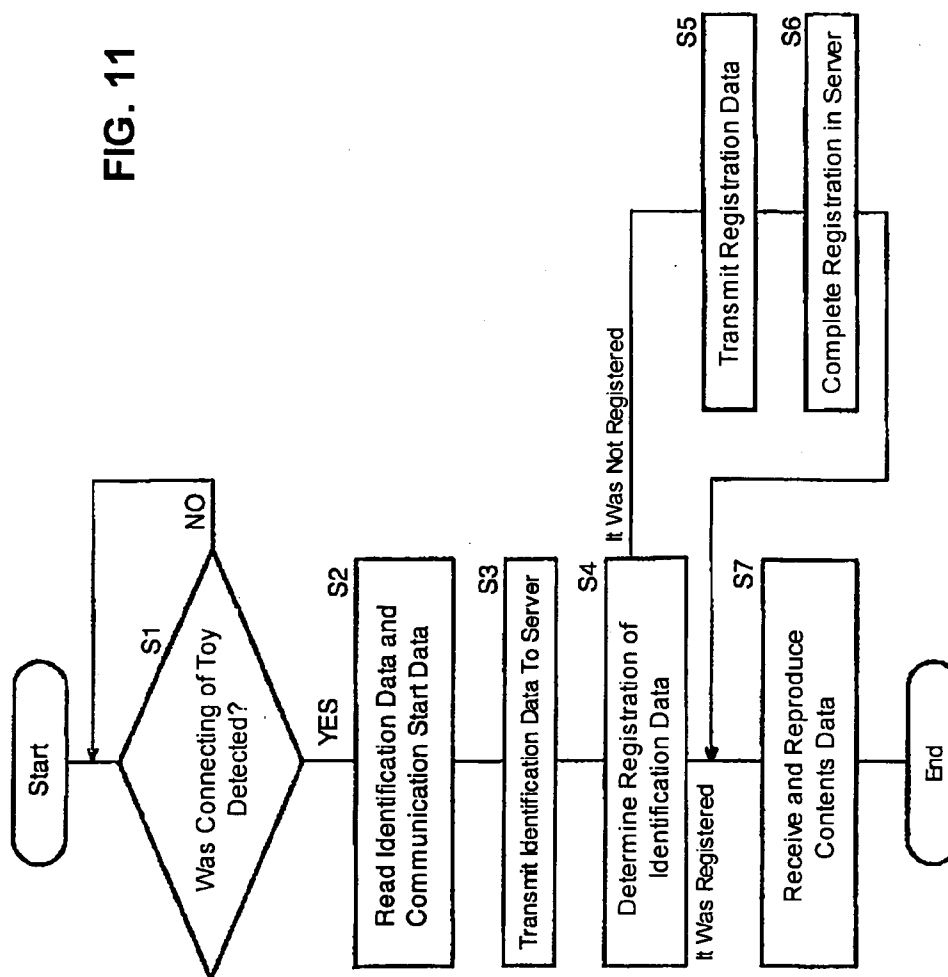 FIG. 11
Start
S1
Was Connecting of Toy
Detected?
NO
YES
S2
Read Identification Data and
Communication Start Data
S3
Transmit Identification Data To Server
S4
Determine Registration of
Identification Data
It Was Not Registered
S5
Transmit Registration Data
S6
Complete Registration in Server
It Was Registered
S7
Receive and Reproduce
Contents Data
End